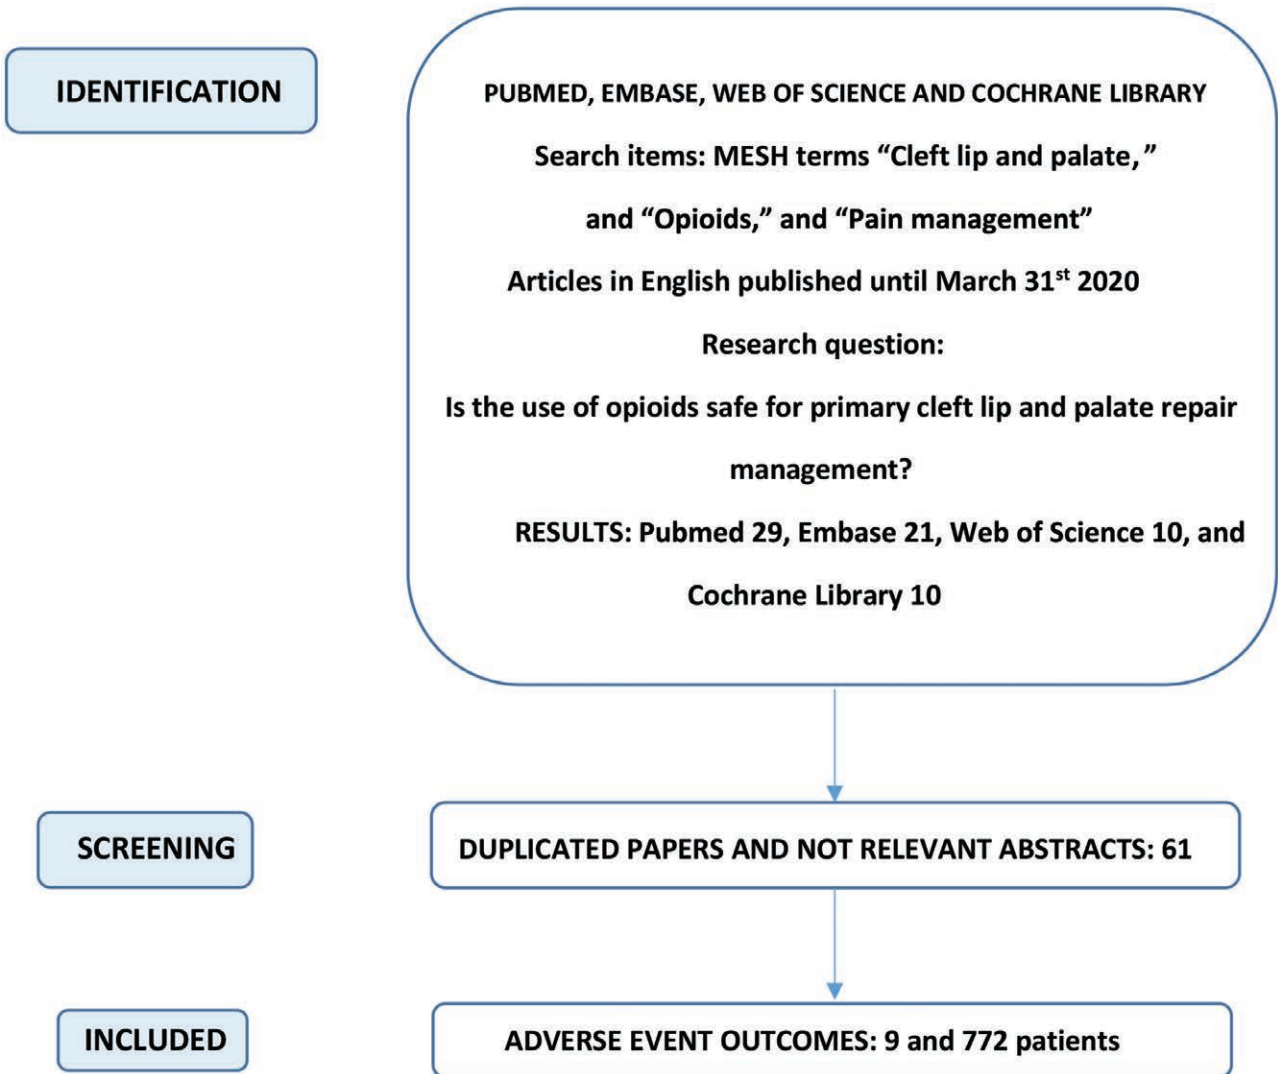 IDENTIFICATION
PUBMED, EMBASE, WEB OF SCIENCE AND COCHRANE LIBRARY
Search items: MESH terms “Cleft lip and palate,”
and “Opioids,” and “Pain management”
Articles in English published until March 31st 2020
Research question:
Is the use of opioids safe for primary cleft lip and palate repair
management?
RESULTS: Pubmed 29, Embase 21, Web of Science 10, and
Cochrane Library 10
SCREENING
DUPLICATED PAPERS AND NOT RELEVANT ABSTRACTS: 61
INCLUDED
ADVERSE EVENT OUTCOMES: 9 and 772 patients